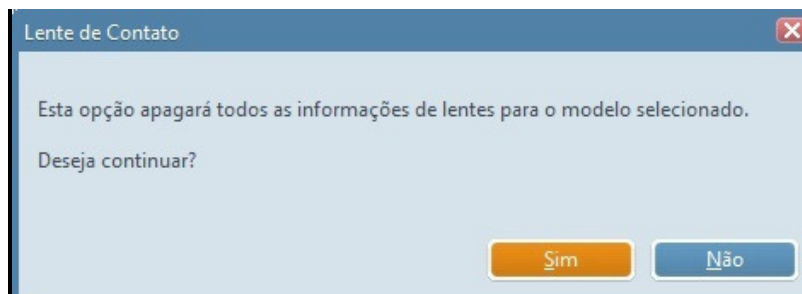 Lente de Contato
Esta opção apagará todos as informações de lentes para o modelo selecionado.
Deseja continuar?
Sim Não